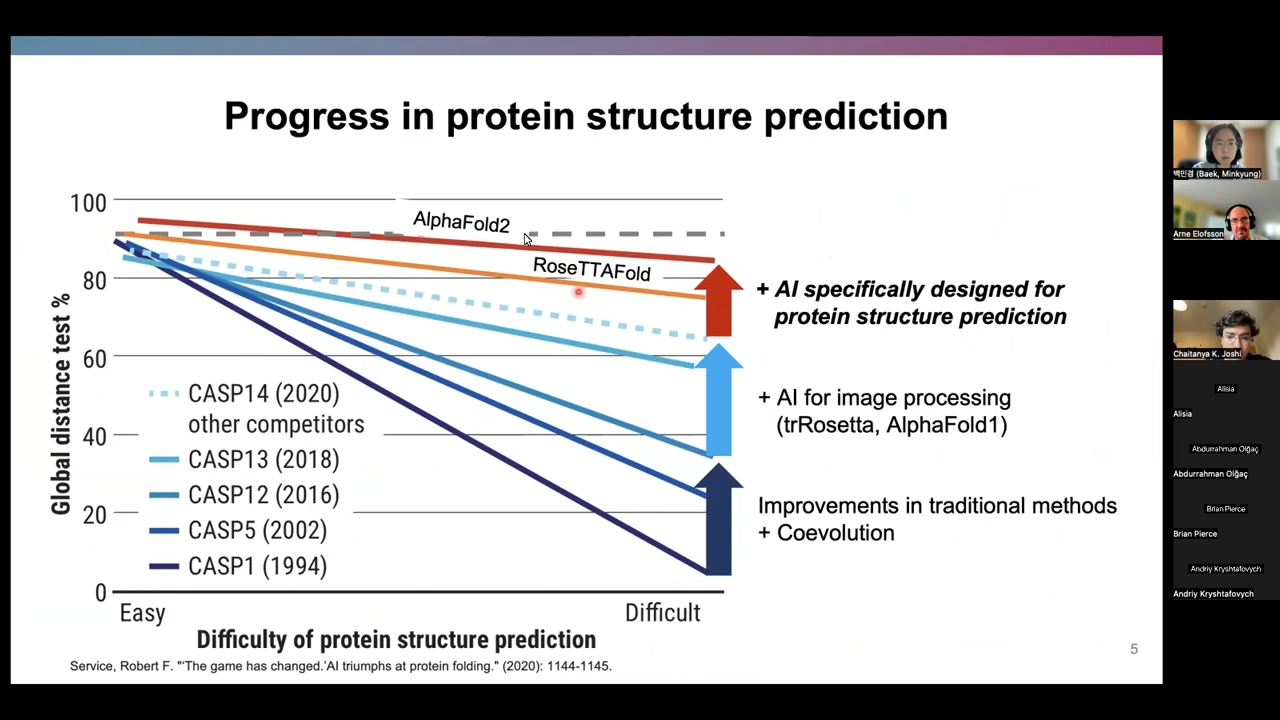 Progress in protein structure prediction
100
80
60
40
20
0
Global distance test %
AlphaFold2
RoseTTAFold
CASP14 (2020)
other competitors
CASP13 (2018)
CASP12 (2016)
CASP5 (2002)
CASP1 (1994)
Easy
Difficult
Difficulty of protein structure prediction
+ AI specifically designed for
protein structure prediction
+ AI for image processing
(trRosetta, AlphaFold1)
Improvements in traditional methods
+ Coevolution
Service, Robert F. "'The game has changed.'AI triumphs at protein folding." (2020): 1144-1145.
5
백민경 (Baek, Minkyung)
Arne Elofsson
Chaitanya K. Joshi
Alisia
Alisia
Abdurrahman Olğaç
Abdurrahman Olğaç
Brian Pierce
Brian Pierce
Andriy Kryshtafovych
Andriy Kryshtafovych